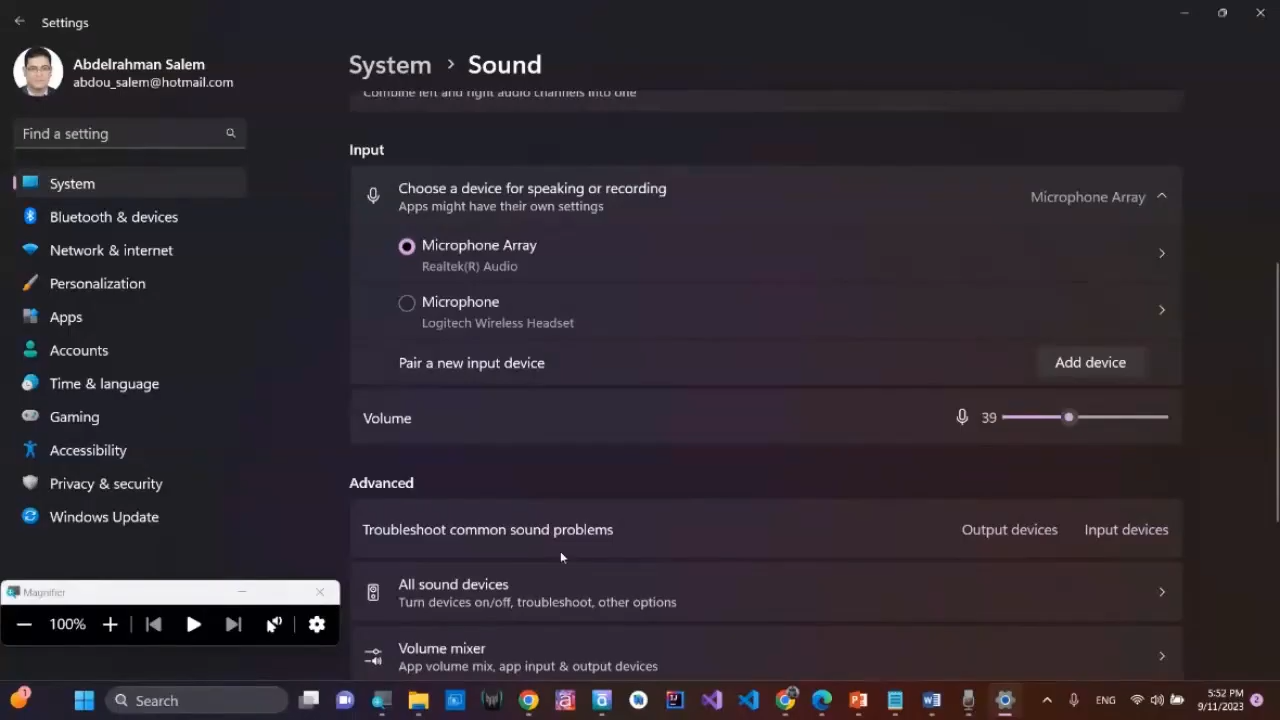 Settings
Abdelrahman Salem
abdou_salem@hotmail.com
Find a setting
System
Bluetooth & devices
Network & internet
Personalization
Apps
Accounts
Time & language
Gaming
Accessibility
Privacy & security
Windows Update
System > Sound
Combine left and right audio channels into one
Input
Choose a device for speaking or recording
Apps might have their own settings
Microphone Array
Microphone Array
Realtek(R) Audio
Microphone
Logitech Wireless Headset
Pair a new input device
Add device
Volume
39
Advanced
Troubleshoot common sound problems
Output devices
Input devices
All sound devices
Turn devices on/off, troubleshoot, other options
Volume mixer
App volume mix, app input & output devices
Magnifier
100%
1
Search
ENG
5:52 PM
9/11/2023
2